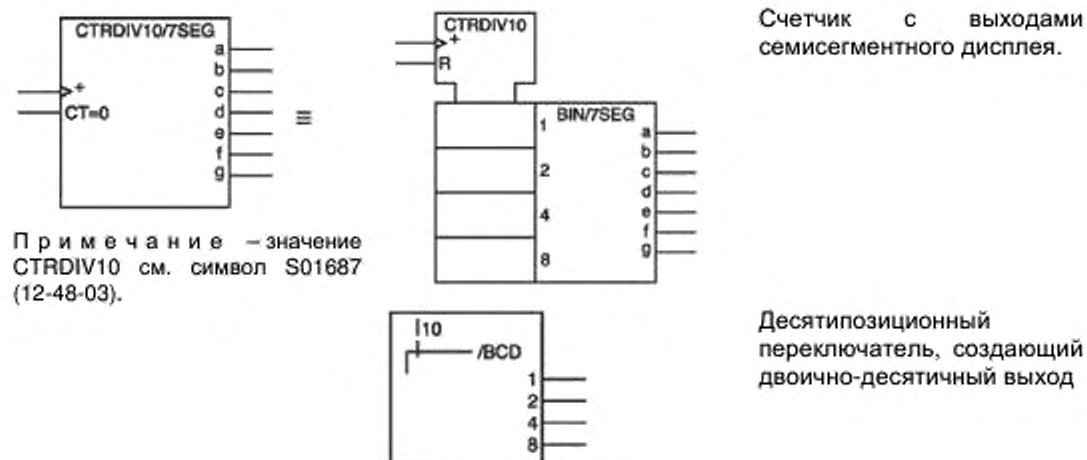 CTRDIV10/7SEG
a
b
+
c
CT=0
d
e
f
g
≡
CTRDIV10
+
R
BIN/7SEG
1
a
b
2
c
d
4
e
f
8
g
Счетчик с выходами
семисегментного дисплея.
Примечание – значение
CTRDIV10 см. символ S01687
(12-48-03).
10
/BCD
1
2
4
8
Десятипозиционный
переключатель, создающий
двоично-десятичный выход